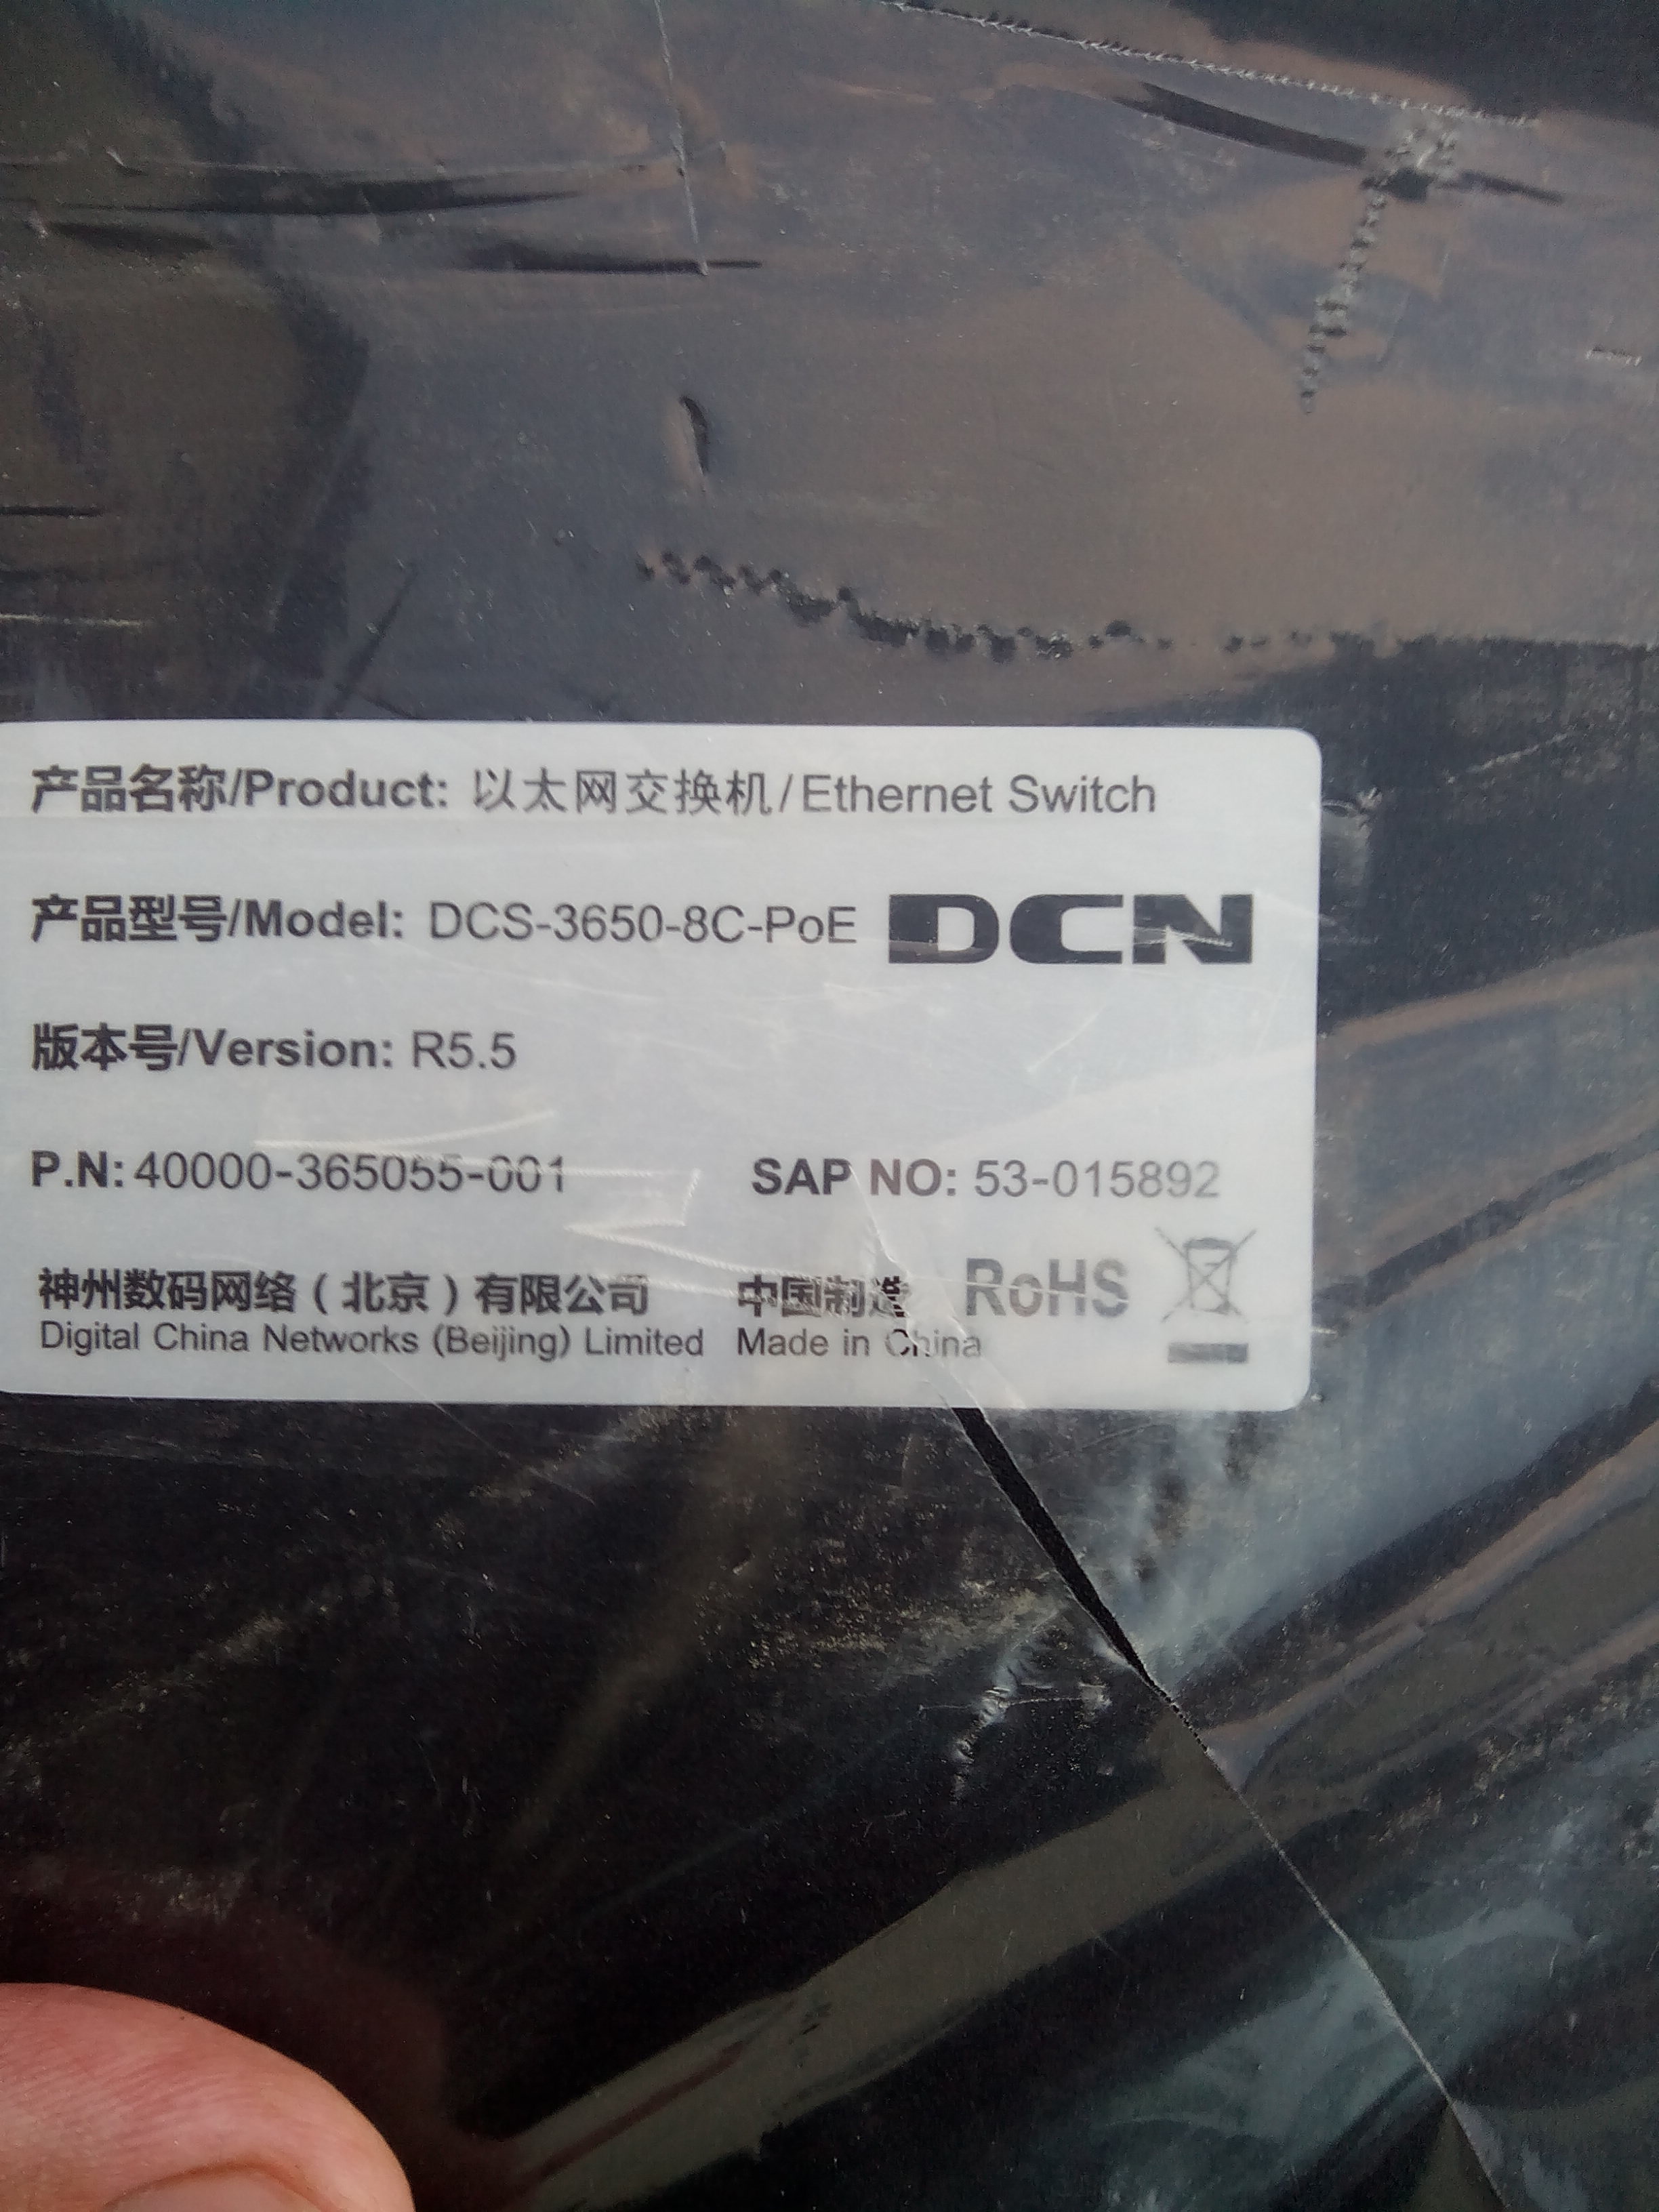 产品名称/Product: 以太网交换机/Ethernet Switch
产品型号/Model: DCS-3650-8C-PoE DCN
版本号/Version: R5.5
P.N: 40000-365055-001 SAP NO: 53-015892
神州数码网络（北京）有限公司 中国制造 RoHS
Digital China Networks (Beijing) Limited Made in China